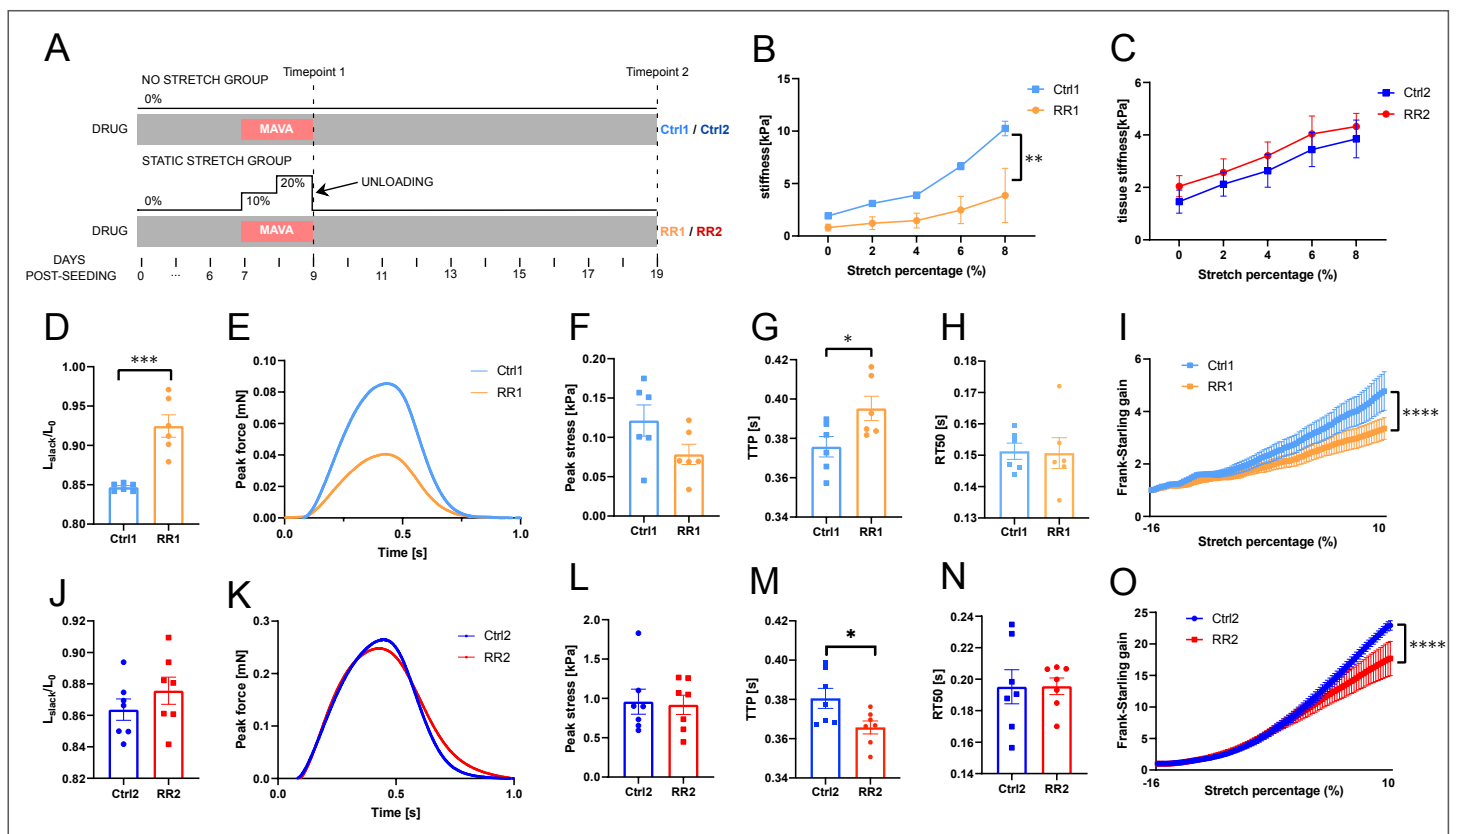 A
NO STRETCH GROUP
Timepoint 1
Timepoint 2
0%
DRUG
MAVA
Ctrl1 / Ctrl2
STATIC STRETCH GROUP
0%
10%
20%
UNLOADING
DRUG
MAVA
RR1 / RR2
DAYS
POST-SEEDING
0 ... 6 7 9 11 13 15 17 19
B
stiffness[kPa]
15
10
5
0
0 2 4 6 8
Stretch percentage (%)
Ctrl1
RR1
**
C
tissue stiffness[kPa]
6
4
2
0
0 2 4 6 8
Stretch percentage (%)
Ctrl2
RR2
D
Lslack/L0
1.00
0.95
0.90
0.85
0.80
***
Ctrl1 RR1
E
Peak force [mN]
0.10
0.08
0.06
0.04
0.02
0.00
0.0 0.5 1.0
Time [s]
Ctrl1
RR1
F
Peak stress [kPa]
0.20
0.15
0.10
0.05
0.00
Ctrl1 RR1
G
TTP [s]
0.42
0.40
0.38
0.36
0.34
*
Ctrl1 RR1
H
RT50 [s]
0.18
0.17
0.16
0.15
0.14
0.13
Ctrl1 RR1
I
Frank-Starling gain
6
4
2
0
-16 10
Stretch percentage (%)
Ctrl1
RR1
****
J
Lslack/L0
0.92
0.90
0.88
0.86
0.84
0.82
Ctrl2 RR2
K
Peak force [mN]
0.3
0.2
0.1
0.0
0.0 0.5 1.0
Time [s]
Ctrl2
RR2
L
Peak stress [kPa]
2.0
1.5
1.0
0.5
0.0
Ctrl2 RR2
M
TTP [s]
0.42
0.40
0.38
0.36
0.34
*
Ctrl2 RR2
N
RT50 [s]
0.24
0.22
0.20
0.18
0.16
0.14
Ctrl2 RR2
O
Frank-Starling gain
25
20
15
10
5
0
-16 10
Stretch percentage (%)
Ctrl2
RR2
****